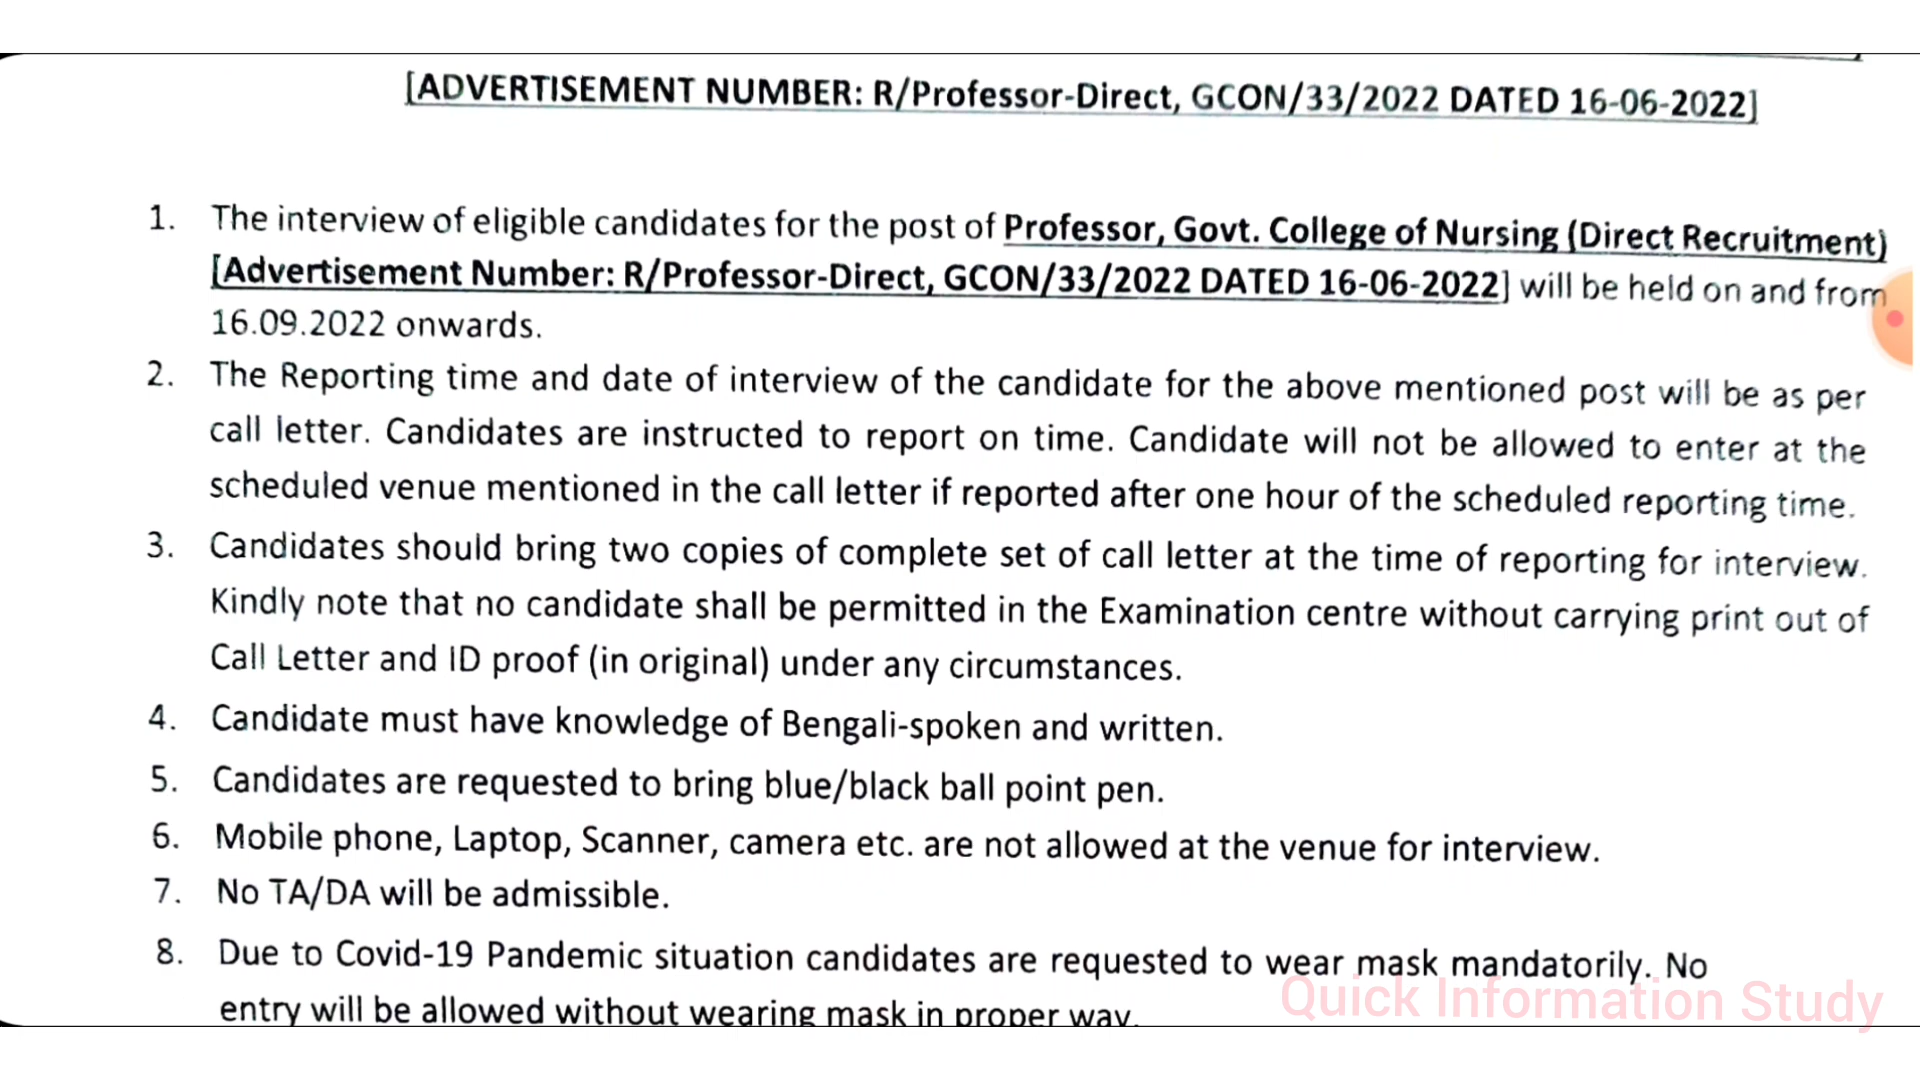 [ADVERTISEMENT NUMBER: R/Professor-Direct, GCON/33/2022 DATED 16-06-2022]
1. The interview of eligible candidates for the post of Professor, Govt. College of Nursing (Direct Recruitment)
[Advertisement Number: R/Professor-Direct, GCON/33/2022 DATED 16-06-2022] will be held on and from
16.09.2022 onwards.
2. The Reporting time and date of interview of the candidate for the above mentioned post will be as per
call letter. Candidates are instructed to report on time. Candidate will not be allowed to enter at the
scheduled venue mentioned in the call letter if reported after one hour of the scheduled reporting time.
3. Candidates should bring two copies of complete set of call letter at the time of reporting for interview.
Kindly note that no candidate shall be permitted in the Examination centre without carrying print out of
Call Letter and ID proof (in original) under any circumstances.
4. Candidate must have knowledge of Bengali-spoken and written.
5. Candidates are requested to bring blue/black ball point pen.
6. Mobile phone, Laptop, Scanner, camera etc. are not allowed at the venue for interview.
7. No TA/DA will be admissible.
8. Due to Covid-19 Pandemic situation candidates are requested to wear mask mandatorily. No
entry will be allowed without wearing mask in proper way.
Quick Information Study